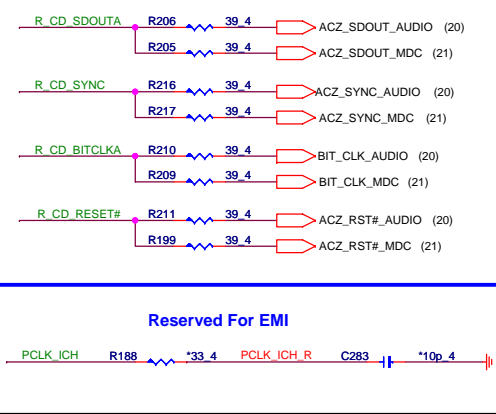 R_CD_SDOUTA R206 39_4 ACZ_SDOUT_AUDIO (20)
R205 39_4 ACZ_SDOUT_MDC (21)
R_CD_SYNC R216 39_4 ACZ_SYNC_AUDIO (20)
R217 39_4 ACZ_SYNC_MDC (21)
R_CD_BITCLKA R210 39_4 BIT_CLK_AUDIO (20)
R209 39_4 BIT_CLK_MDC (21)
R_CD_RESET# R211 39_4 ACZ_RST#_AUDIO (20)
R199 39_4 ACZ_RST#_MDC (21)
Reserved For EMI
PCLK_ICH R188 *33_4 PCLK_ICH_R C283 *10p_4